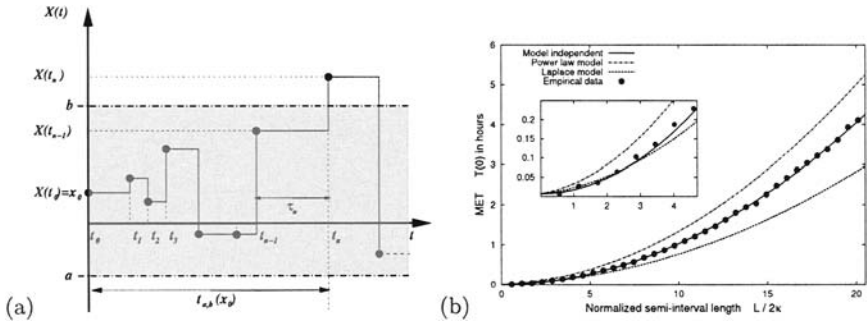 X(t)
X(tₙ)
b
X(tₙ₋₁)
X(t₀)=x₀
t₀
t₁
t₂
t₃
tₙ₋₁
τₙ
tₙ
t
a
tₐ,b(x₀)
(a)
Model independent
Power law model
Laplace model
Empirical data
MET T(0) in hours
6
5
4
3
2
1
0
0.2
0.15
0.1
0.05
1 2 3 4
0 5 10 15 20
Normalized semi-interval length L / 2κ
(b)